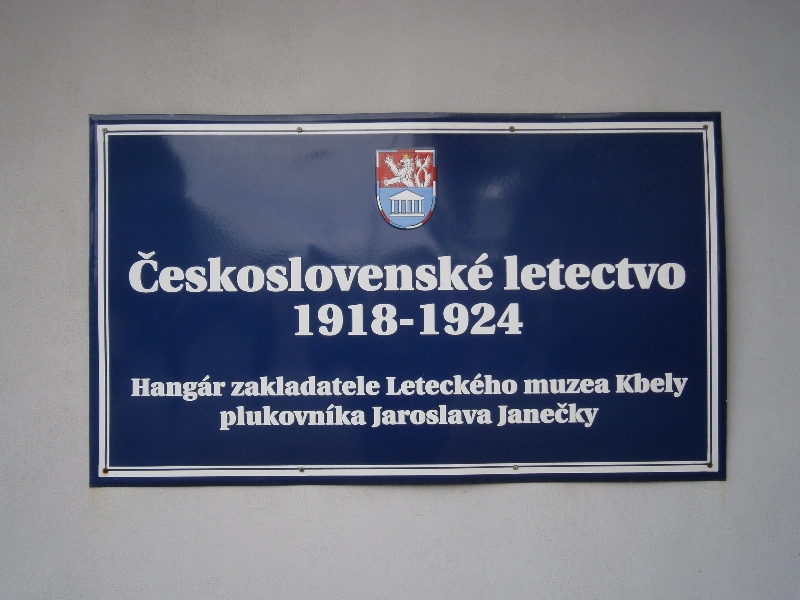 Československé letectvo
1918-1924
Hangár zakladatele Leteckého muzea Kbely
plukovníka Jaroslava Janečky